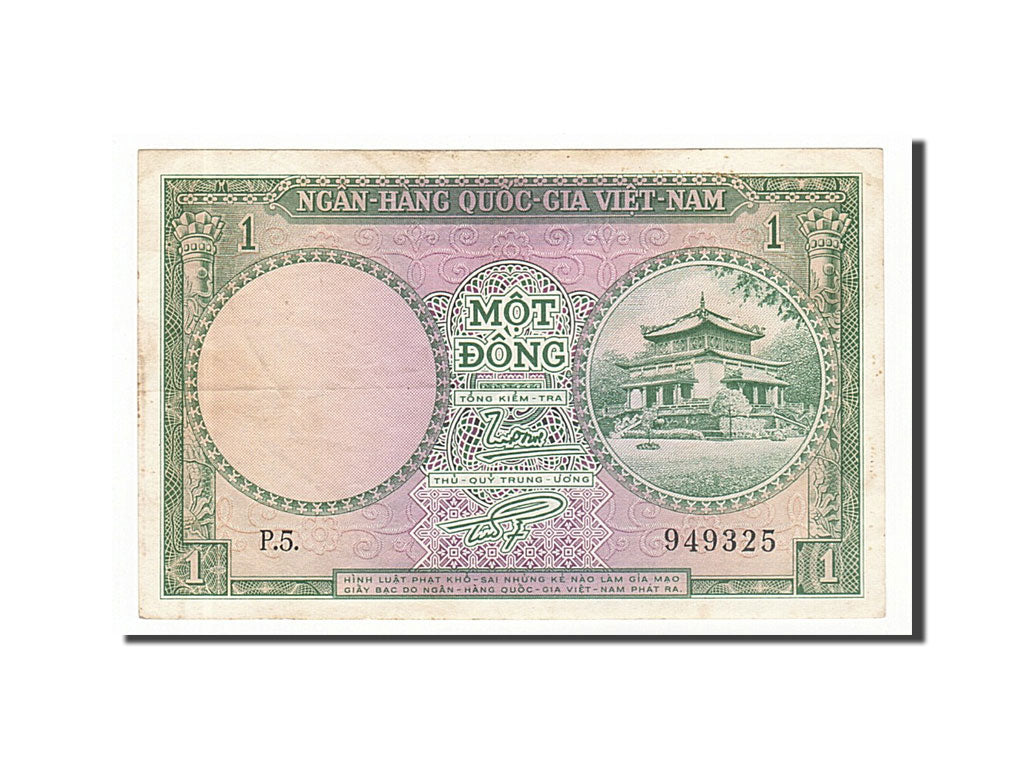 NGÂN-HÀNG QUỐC-GIA VIỆT-NAM
1 1
MỘT
ĐỒNG
TỔNG KIỂM-TRA
THỦ-QUỸ TRUNG-ƯƠNG
P.5. 949325
1 1
HÌNH LUẬT PHẠT KHỔ-SAI NHỮNG KẺ NÀO LÀM GIẢ MẠO
GIẤY BẠC DO NGÂN-HÀNG QUỐC-GIA VIỆT-NAM PHÁT RA.